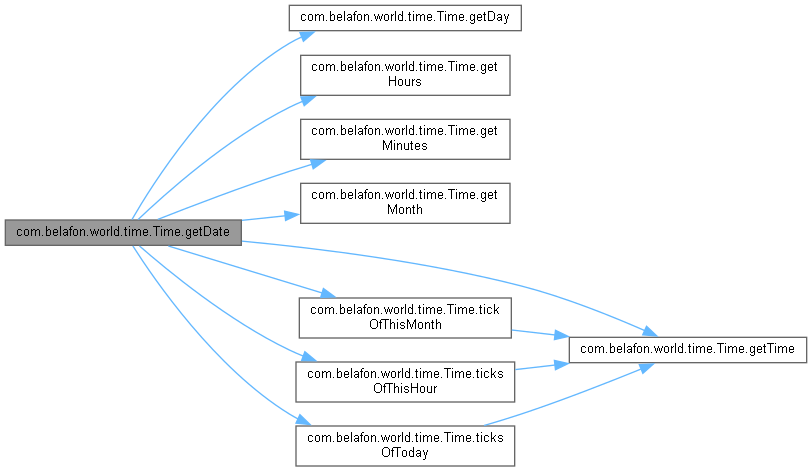 com.belafon.world.time.Time.getDay
com.belafon.world.time.Time.get
Hours
com.belafon.world.time.Time.get
Minutes
com.belafon.world.time.Time.get
Month
com.belafon.world.time.Time.getDate
com.belafon.world.time.Time.tick
OfThisMonth
com.belafon.world.time.Time.getTime
com.belafon.world.time.Time.ticks
OfThisHour
com.belafon.world.time.Time.ticks
OfToday